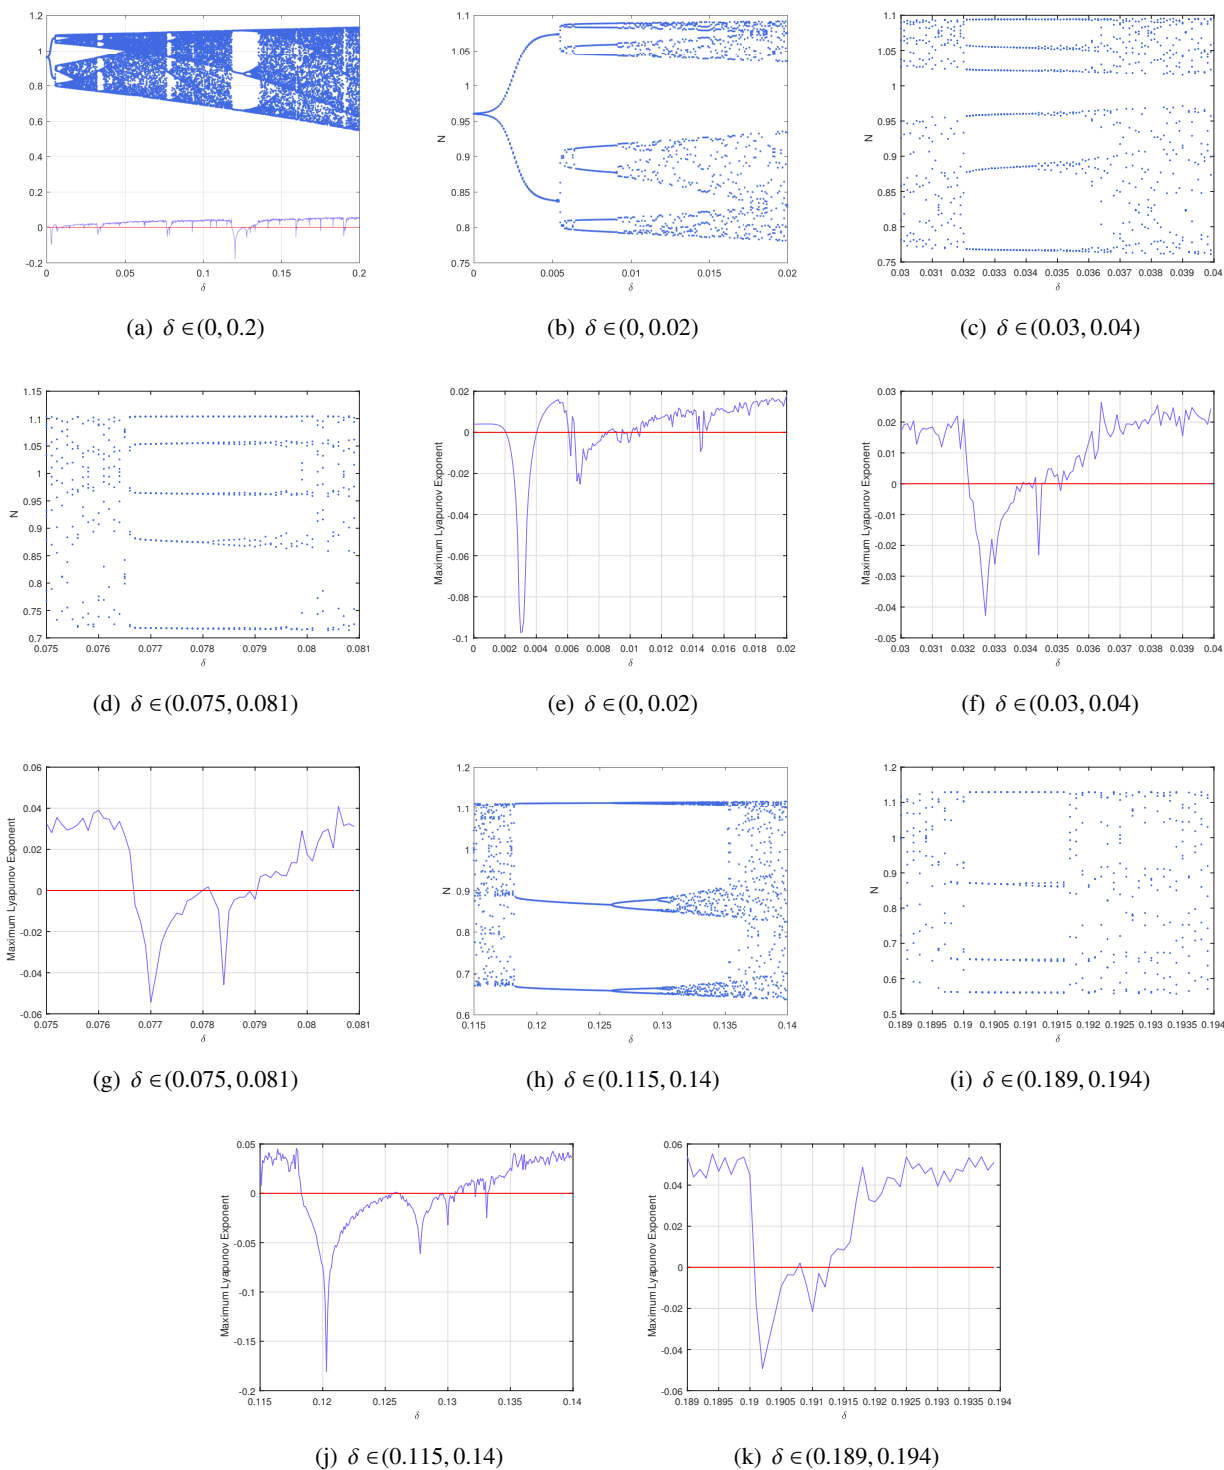 1.2
1
0.8
0.6
0.4
0.2
0
-0.2
0
0.05
0.1
0.15
0.2
δ
(a) δ ∈(0, 0.2)
1.1
1.05
1
0.95
0.9
0.85
0.8
0.75
N
0
0.005
0.01
0.015
0.02
δ
(b) δ ∈(0, 0.02)
1.1
1.05
1
0.95
0.9
0.85
0.8
0.75
N
0.03 0.031 0.032 0.033 0.034 0.035 0.036 0.037 0.038 0.039 0.04
δ
(c) δ ∈(0.03, 0.04)
1.15
1.1
1.05
1
0.95
0.9
0.85
0.8
0.75
0.7
N
0.075 0.076 0.077 0.078 0.079 0.08 0.081
δ
(d) δ ∈(0.075, 0.081)
0.02
0
-0.02
-0.04
-0.06
-0.08
-0.1
Maximum Lyapunov Exponent
0 0.002 0.004 0.006 0.008 0.01 0.012 0.014 0.016 0.018 0.02
δ
(e) δ ∈(0, 0.02)
0.03
0.02
0.01
0
-0.01
-0.02
-0.03
-0.04
-0.05
Maximum Lyapunov Exponent
0.03 0.031 0.032 0.033 0.034 0.035 0.036 0.037 0.038 0.039 0.04
δ
(f) δ ∈(0.03, 0.04)
0.06
0.04
0.02
0
-0.02
-0.04
-0.06
Maximum Lyapunov Exponent
0.075 0.076 0.077 0.078 0.079 0.08 0.081
δ
(g) δ ∈(0.075, 0.081)
1.2
1.1
1
0.9
0.8
0.7
0.6
N
0.115 0.12 0.125 0.13 0.135 0.14
δ
(h) δ ∈(0.115, 0.14)
1.2
1.1
1
0.9
0.8
0.7
0.6
0.5
N
0.189 0.1895 0.19 0.1905 0.191 0.1915 0.192 0.1925 0.193 0.1935 0.194
δ
(i) δ ∈(0.189, 0.194)
0.05
0
-0.05
-0.1
-0.15
-0.2
Maximum Lyapunov Exponent
0.115 0.12 0.125 0.13 0.135 0.14
δ
(j) δ ∈(0.115, 0.14)
0.06
0.04
0.02
0
-0.02
-0.04
-0.06
Maximum Lyapunov Exponent
0.189 0.1895 0.19 0.1905 0.191 0.1915 0.192 0.1925 0.193 0.1935 0.194
δ
(k) δ ∈(0.189, 0.194)